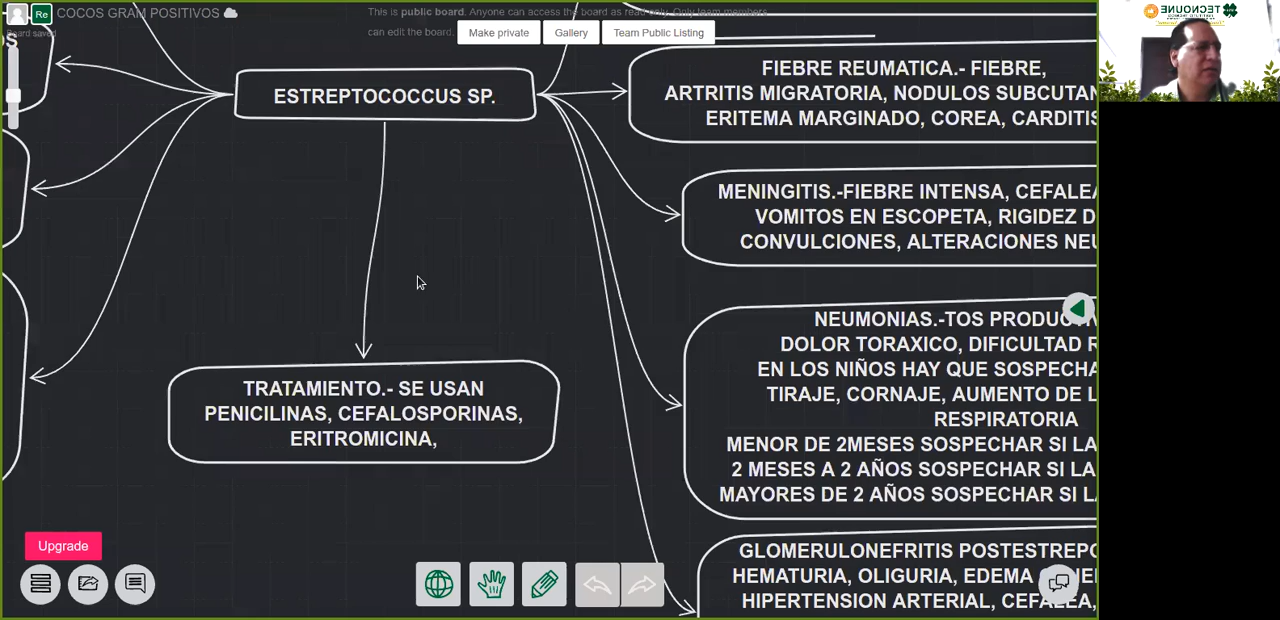 Re COCOS GRAM POSITIVOS
Board saved
This is public board. Anyone can access the board as read only. Only team members
can edit the board.
Make private
Gallery
Team Public Listing
S
ESTREPTOCOCCUS SP.
FIEBRE REUMATICA.- FIEBRE,
ARTRITIS MIGRATORIA, NODULOS SUBCUTAN
ERITEMA MARGINADO, COREA, CARDITIS
MENINGITIS.-FIEBRE INTENSA, CEFALEA
VOMITOS EN ESCOPETA, RIGIDEZ D
CONVULCIONES, ALTERACIONES NEU
NEUMONIAS.-TOS PRODUCTIV
DOLOR TORAXICO, DIFICULTAD R
EN LOS NIÑOS HAY QUE SOSPECHA
TIRAJE, CORNAJE, AUMENTO DE L
RESPIRATORIA
MENOR DE 2MESES SOSPECHAR SI LA
2 MESES A 2 AÑOS SOSPECHAR SI LA
MAYORES DE 2 AÑOS SOSPECHAR SI LA
TRATAMIENTO.- SE USAN
PENICILINAS, CEFALOSPORINAS,
ERITROMICINA,
GLOMERULONEFRITIS POSTESTREPO
HEMATURIA, OLIGURIA, EDEMA
HIPERTENSION ARTERIAL, CEFALEA,
Upgrade
TECNOUNE